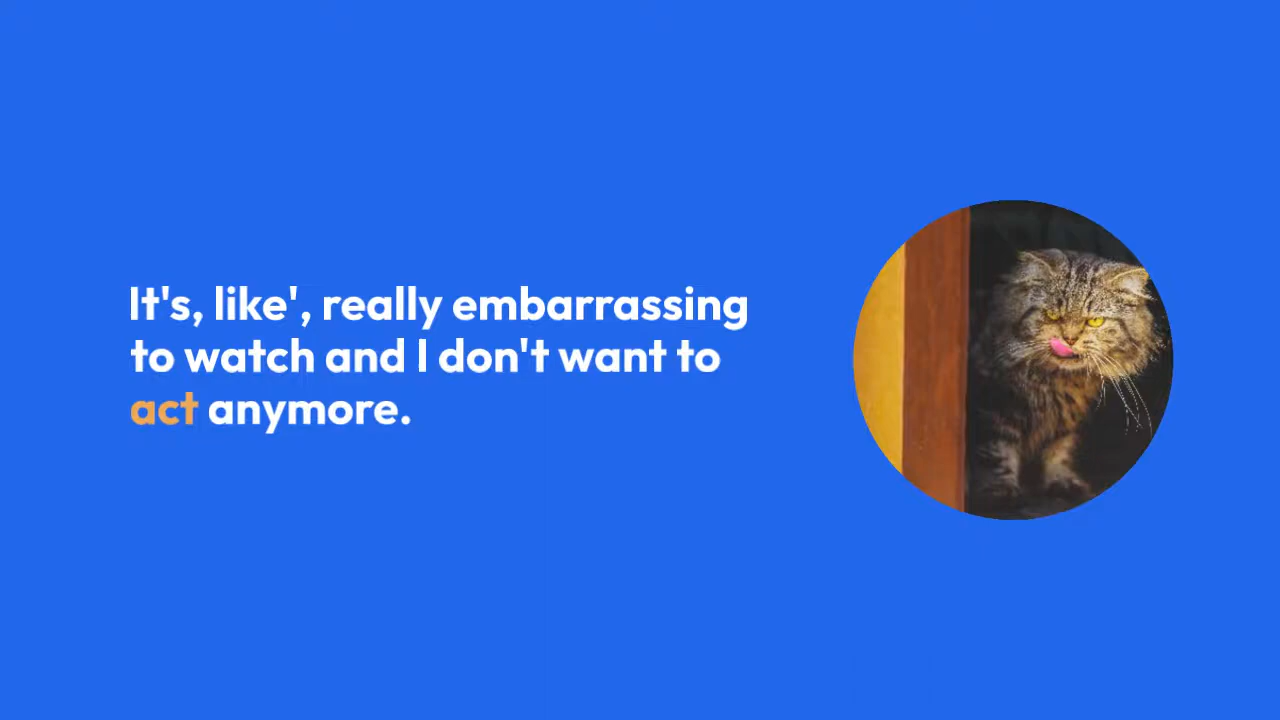 It's, like', really embarrassing
to watch and I don't want to
act anymore.